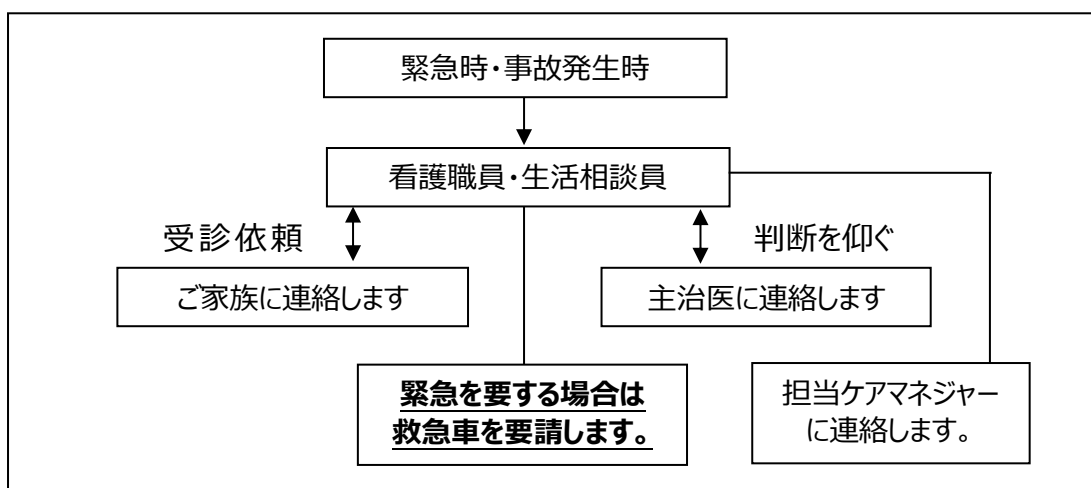 緊急時・事故発生時
看護職員・生活相談員
受診依頼
判断を仰ぐ
ご家族に連絡します
主治医に連絡します
緊急を要する場合は
救急車を要請します。
担当ケアマネジャー
に連絡します。